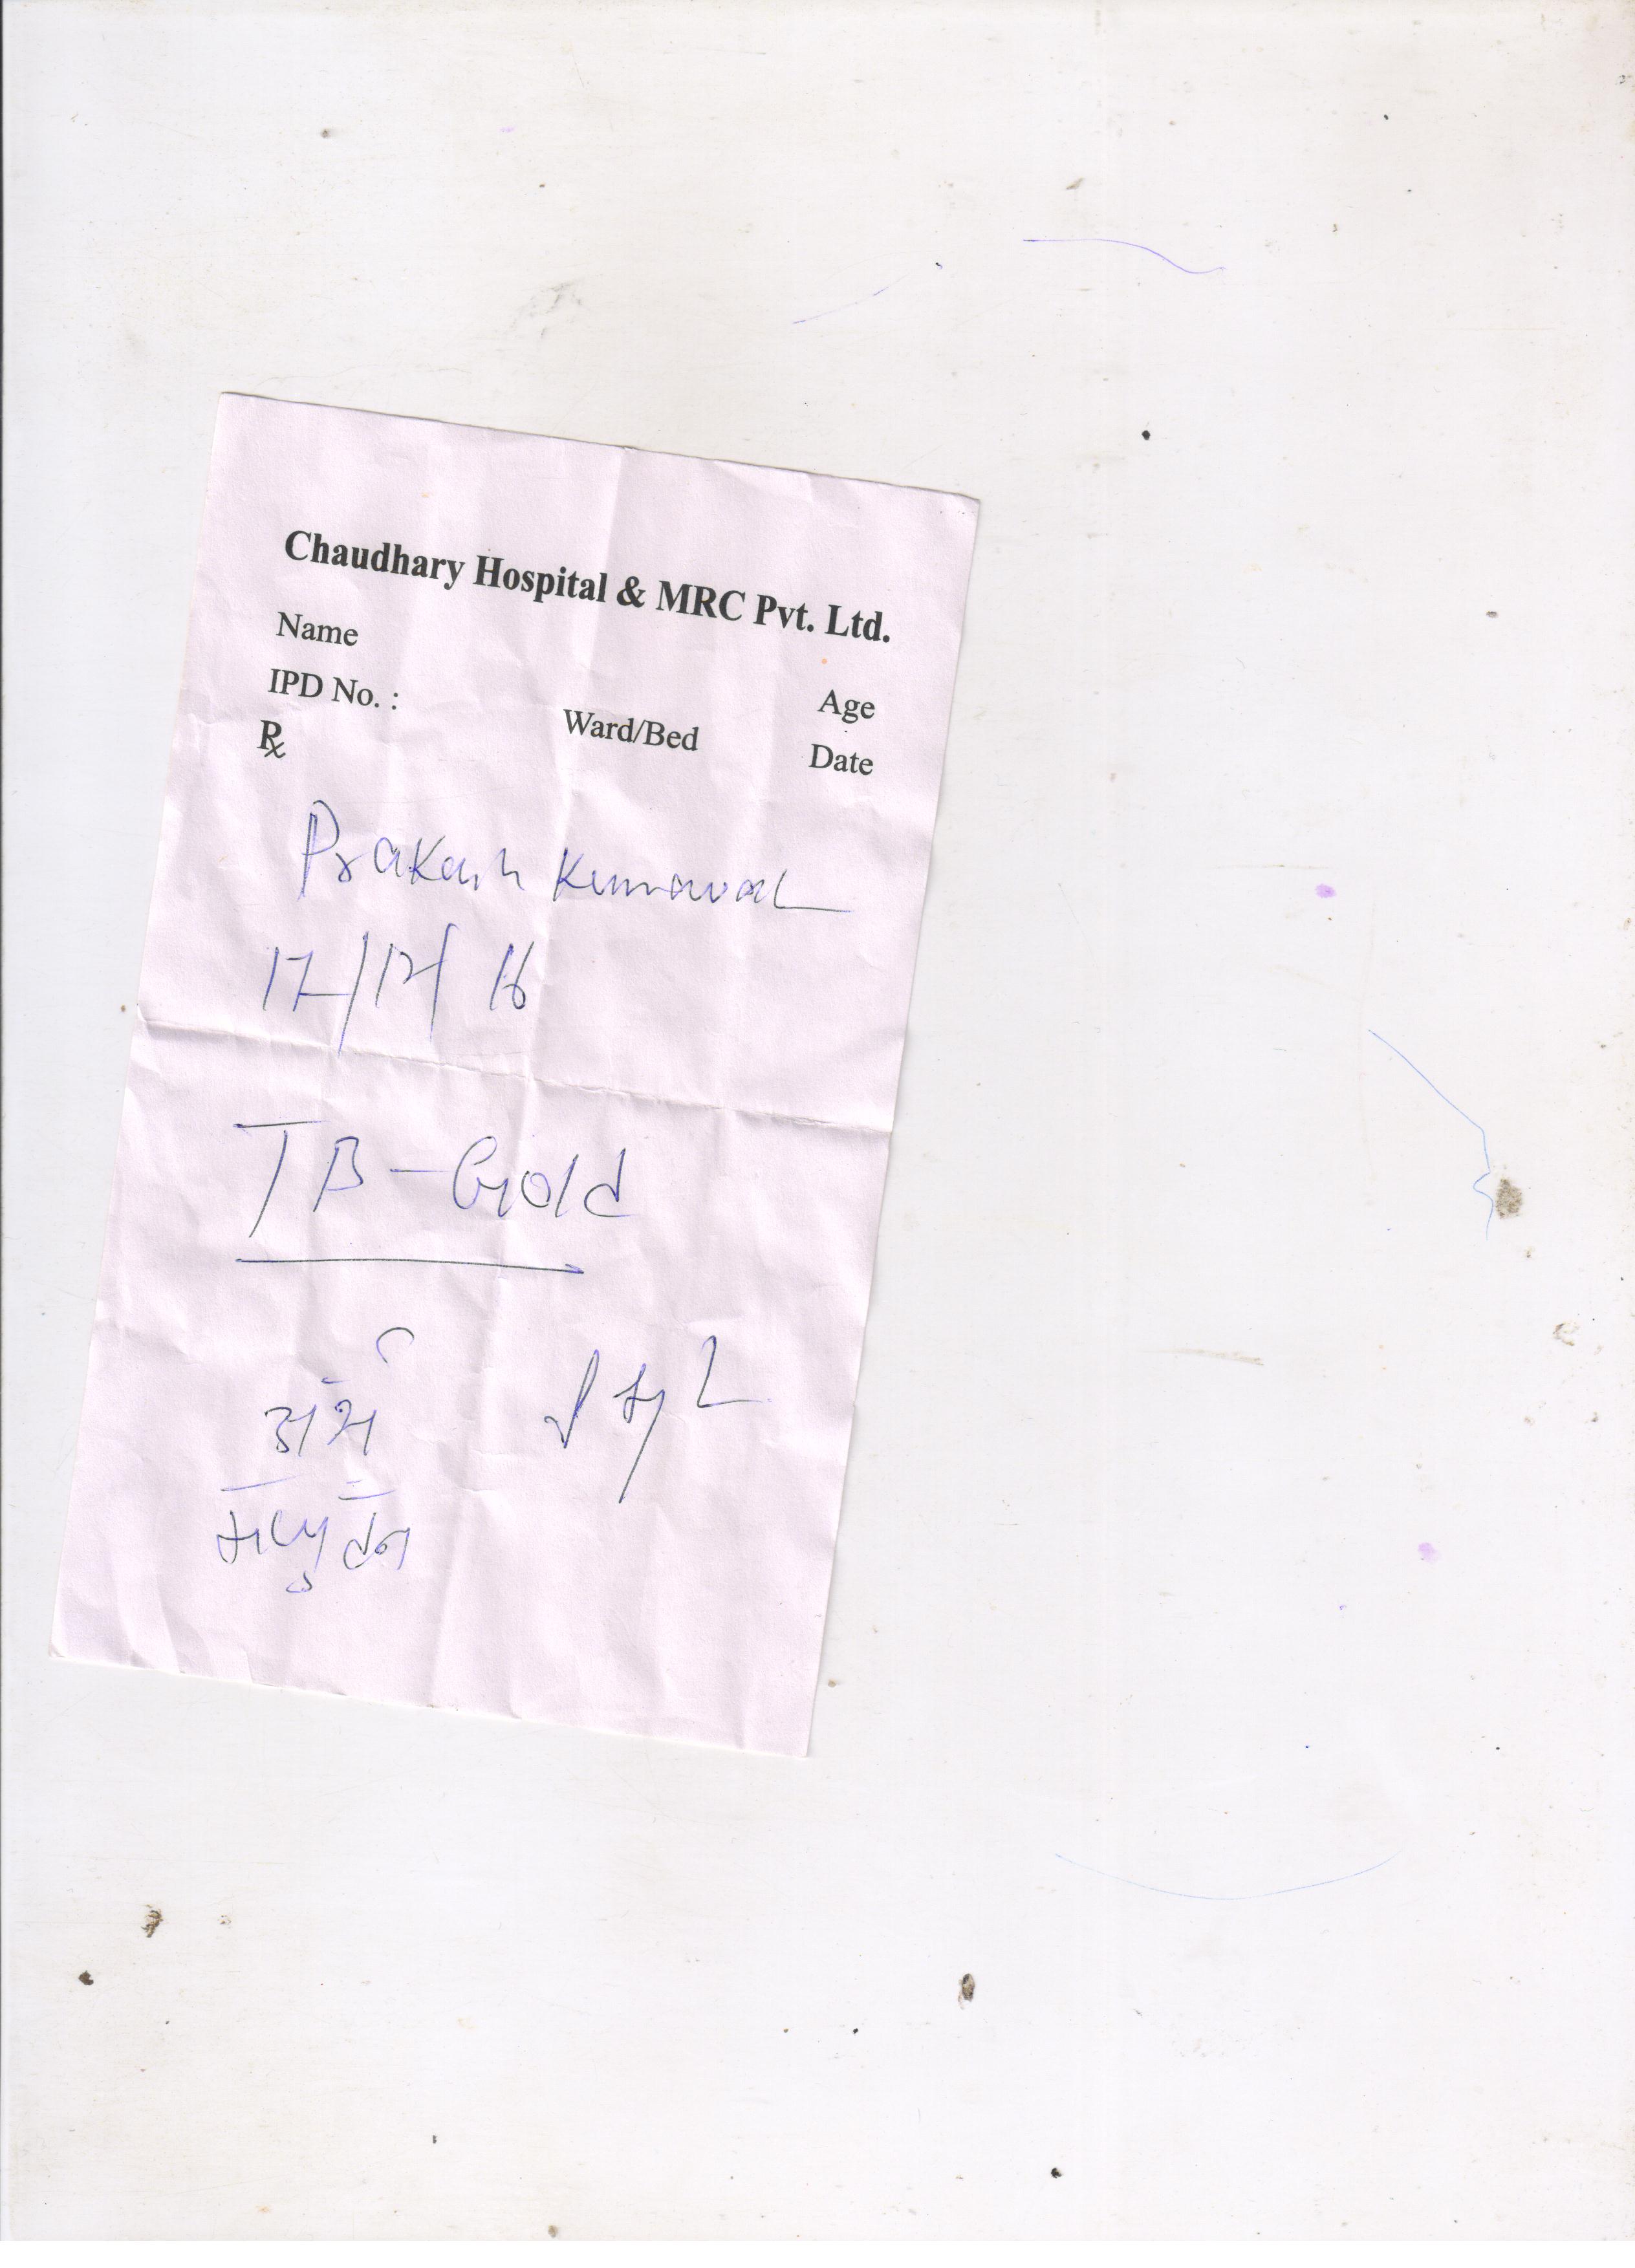 Chaudhary Hospital & MRC Pvt. Ltd.
Name
Age
IPD No. :
Ward/Bed
Date
Rx
Prakash Kumawat
17/12/16
TB-Gold